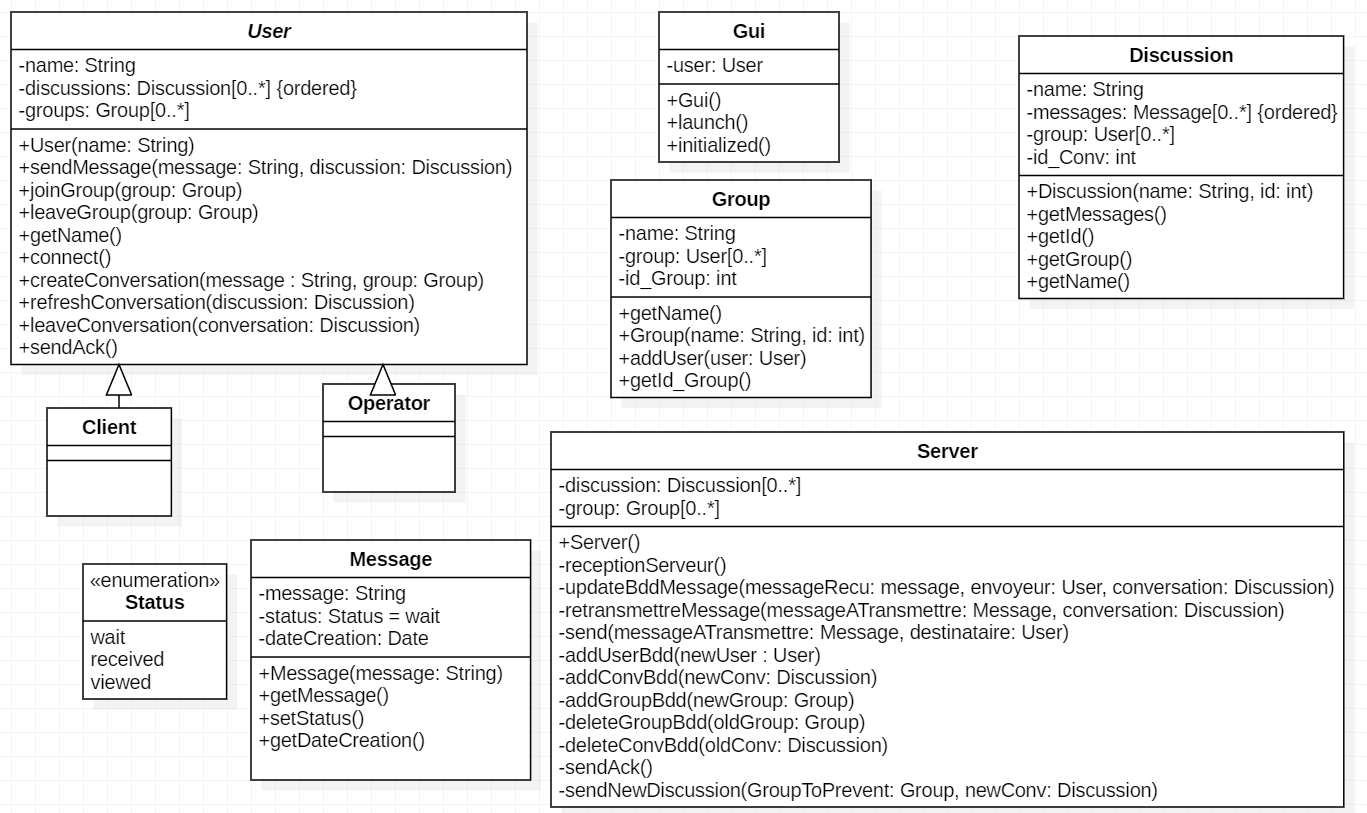 User
-name: String
-discussions: Discussion[0..*] {ordered}
-groups: Group[0..*]
+User(name: String)
+sendMessage(message: String, discussion: Discussion)
+joinGroup(group: Group)
+leaveGroup(group: Group)
+getName()
+connect()
+createConversation(message : String, group: Group)
+refreshConversation(discussion: Discussion)
+leaveConversation(conversation: Discussion)
+sendAck()
Gui
-user: User
+Gui()
+launch()
+initialized()
Discussion
-name: String
-messages: Message[0..*] {ordered}
-group: User[0..*]
-id_Conv: int
+Discussion(name: String, id: int)
+getMessages()
+getId()
+getGroup()
+getName()
Group
-name: String
-group: User[0..*]
-id_Group: int
+getName()
+Group(name: String, id: int)
+addUser(user: User)
+getId_Group()
Client
Operator
«enumeration»
Status
wait
received
viewed
Message
-message: String
-status: Status = wait
-dateCreation: Date
+Message(message: String)
+getMessage()
+setStatus()
+getDateCreation()
Server
-discussion: Discussion[0..*]
-group: Group[0..*]
+Server()
-receptionServeur()
-updateBddMessage(messageRecu: message, envoyeur: User, conversation: Discussion)
-retransmettreMessage(messageATransmettre: Message, conversation: Discussion)
-send(messageATransmettre: Message, destinataire: User)
-addUserBdd(newUser : User)
-addConvBdd(newConv: Discussion)
-addGroupBdd(newGroup: Group)
-deleteGroupBdd(oldGroup: Group)
-deleteConvBdd(oldConv: Discussion)
-sendAck()
-sendNewDiscussion(GroupToPrevent: Group, newConv: Discussion)